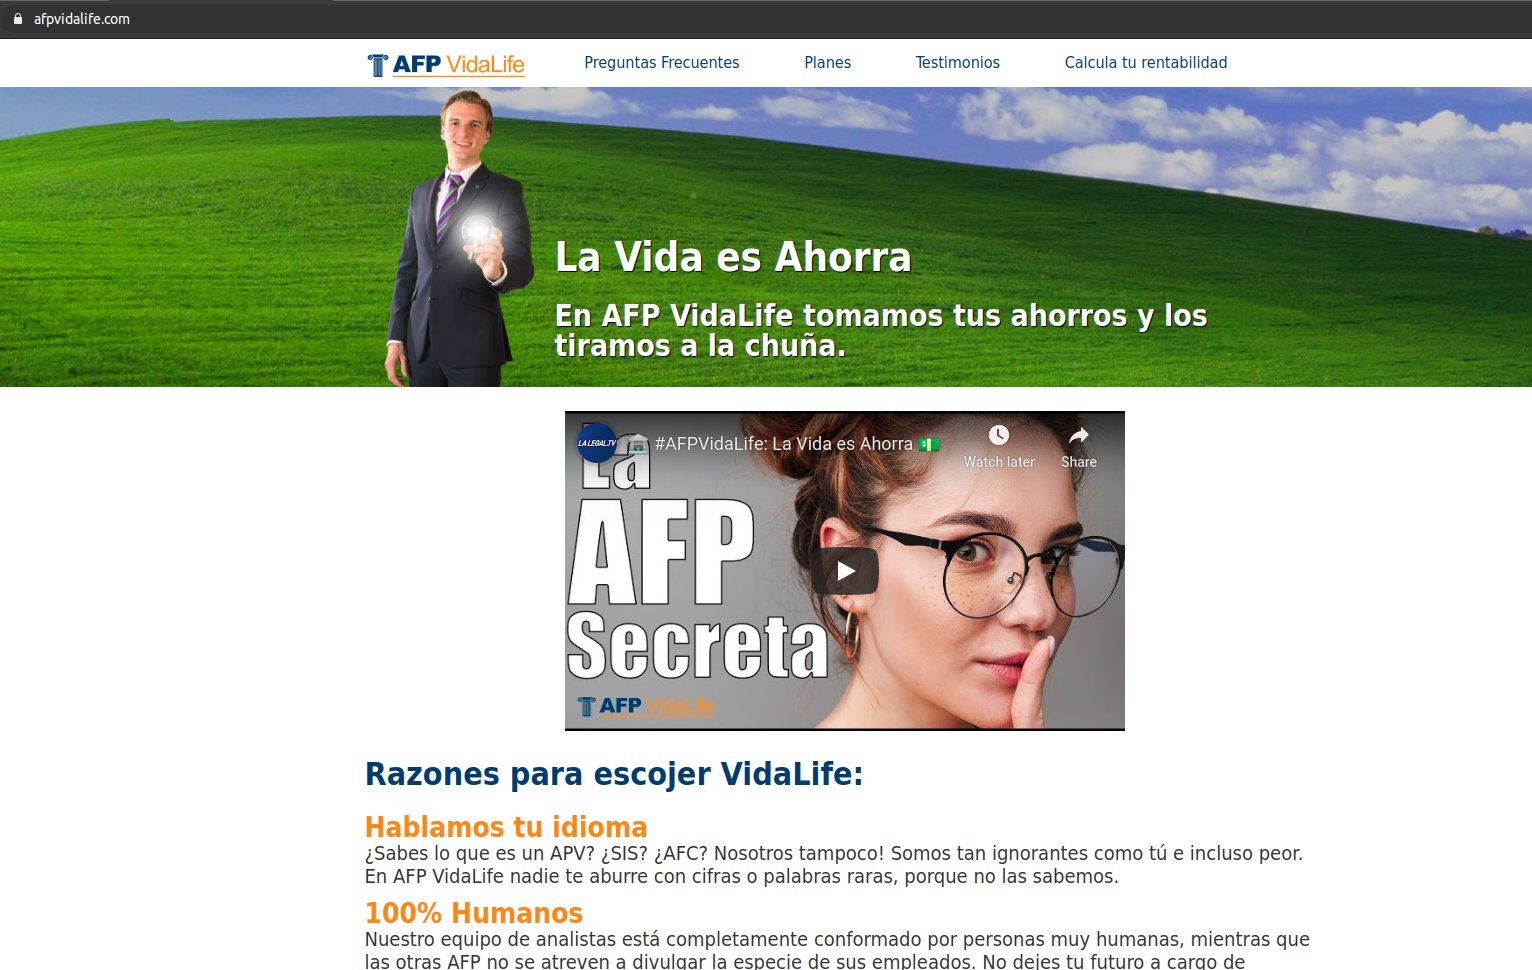 afpvidalife.com
AFP VidaLife
Preguntas Frecuentes
Planes
Testimonios
Calcula tu rentabilidad
La Vida es Ahorra
En AFP VidaLife tomamos tus ahorros y los
tiramos a la chuña.
LA LEGAL.TV
#AFPVidaLife: La Vida es Ahorra
Watch later
Share
La
AFP
Secreta
AFP VidaLife
Razones para escojer VidaLife:
Hablamos tu idioma
¿Sabes lo que es un APV? ¿SIS? ¿AFC? Nosotros tampoco! Somos tan ignorantes como tú e incluso peor.
En AFP VidaLife nadie te aburre con cifras o palabras raras, porque no las sabemos.
100% Humanos
Nuestro equipo de analistas está completamente conformado por personas muy humanas, mientras que
las otras AFP no se atreven a divulgar la especie de sus empleados. No dejes tu futuro a cargo de